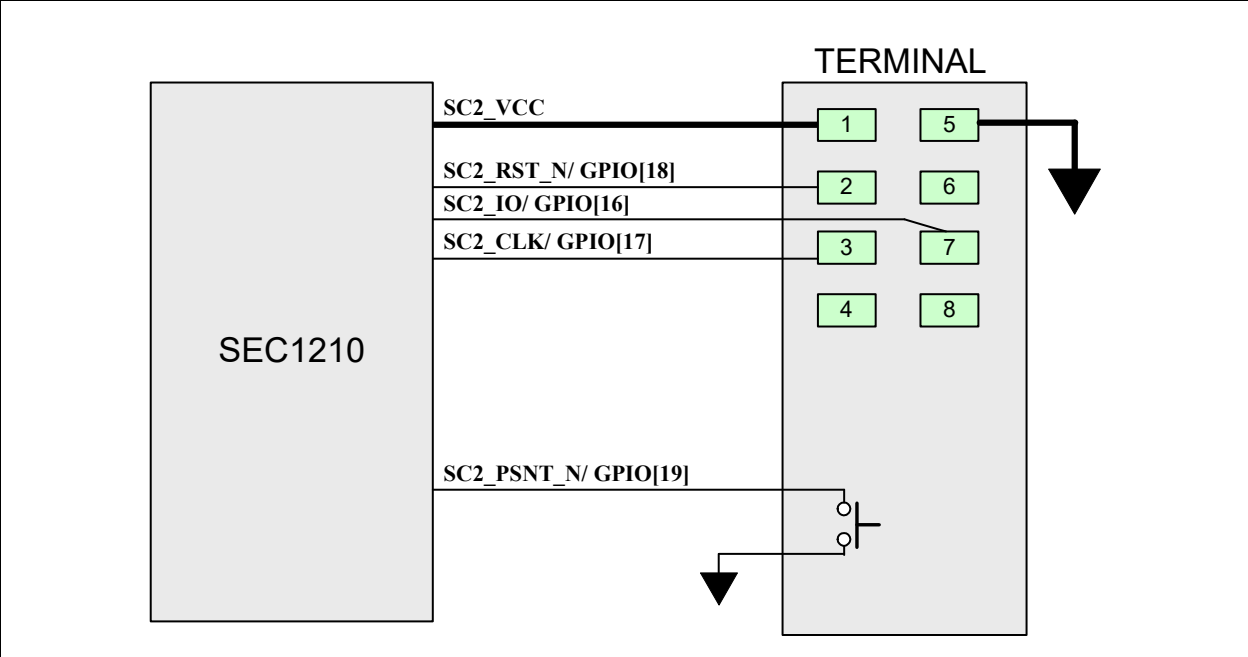 TERMINAL
SC2_VCC
1
5
SC2_RST_N/ GPIO[18]
2
6
SC2_IO/ GPIO[16]
SC2_CLK/ GPIO[17]
3
7
4
8
SEC1210
SC2_PSNT_N/ GPIO[19]